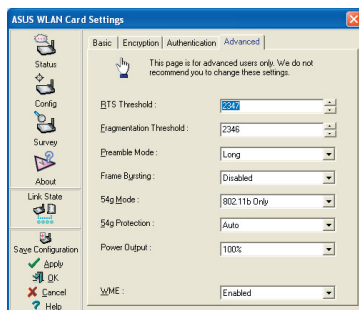 ASUS WLAN Card Settings
Status
Config
Survey
About
Link State
Save Configuration
Apply
OK
Cancel
Help
Basic
Encryption
Authentication
Advanced
This page is for advanced users only. We do not
recommend you to change these settings.
RTS Threshold :
2347
Fragmentation Threshold :
2346
Preamble Mode :
Long
Frame Bursting :
Disabled
54g Mode :
802.11b Only
54g Protection :
Auto
Power Output :
100%
WME :
Enabled